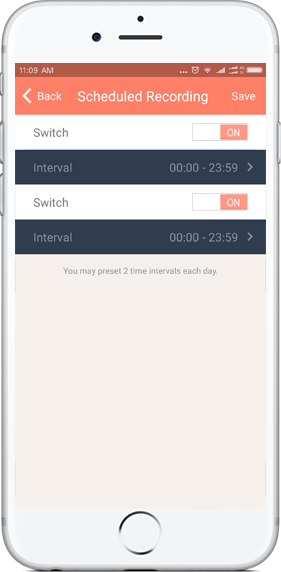 11:09 AM
Back Scheduled Recording Save
Switch ON
Interval 00:00 - 23:59
Switch ON
Interval 00:00 - 23:59
You may preset 2 time intervals each day.